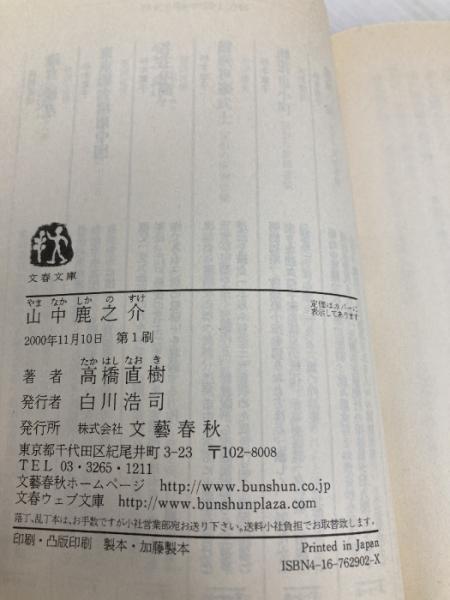 文春文庫
やま なか しか の すけ
山中鹿之介
定価はカバーに
表示してあります
2000年11月10日 第1刷
たか はし なお き
著者 高橋直樹
発行者 白川浩司
発行所 株式会社 文藝春秋
東京都千代田区紀尾井町3-23 〒102-8008
TEL 03・3265・1211
文藝春秋ホームページ http://www.bunshun.co.jp
文春ウェブ文庫 http://www.bunshunplaza.com
落丁、乱丁本は、お手数ですが小社営業部宛お送り下さい。送料小社負担でお取替致します。
印刷・凸版印刷 製本・加藤製本
Printed in Japan
ISBN4-16-762902-X